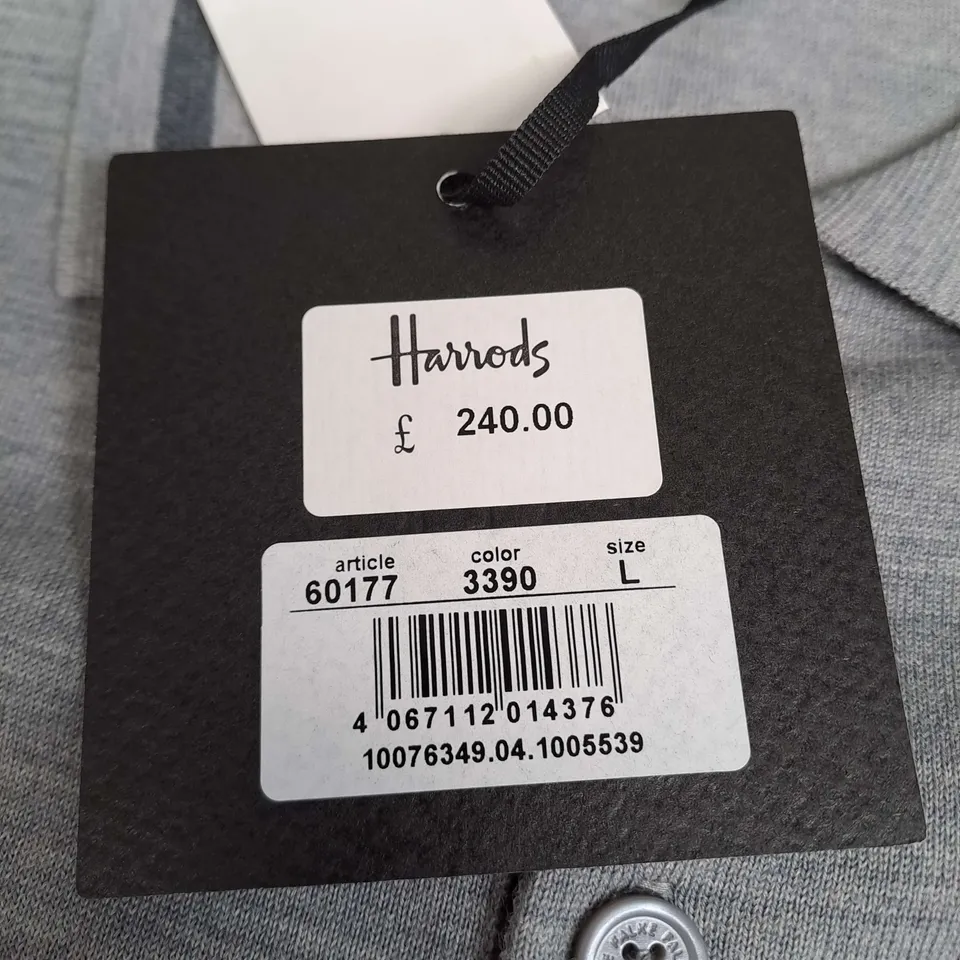 Harrods
£ 240.00
article color size
60177 3390 L
4 067112 014376
10076349.04.1005539